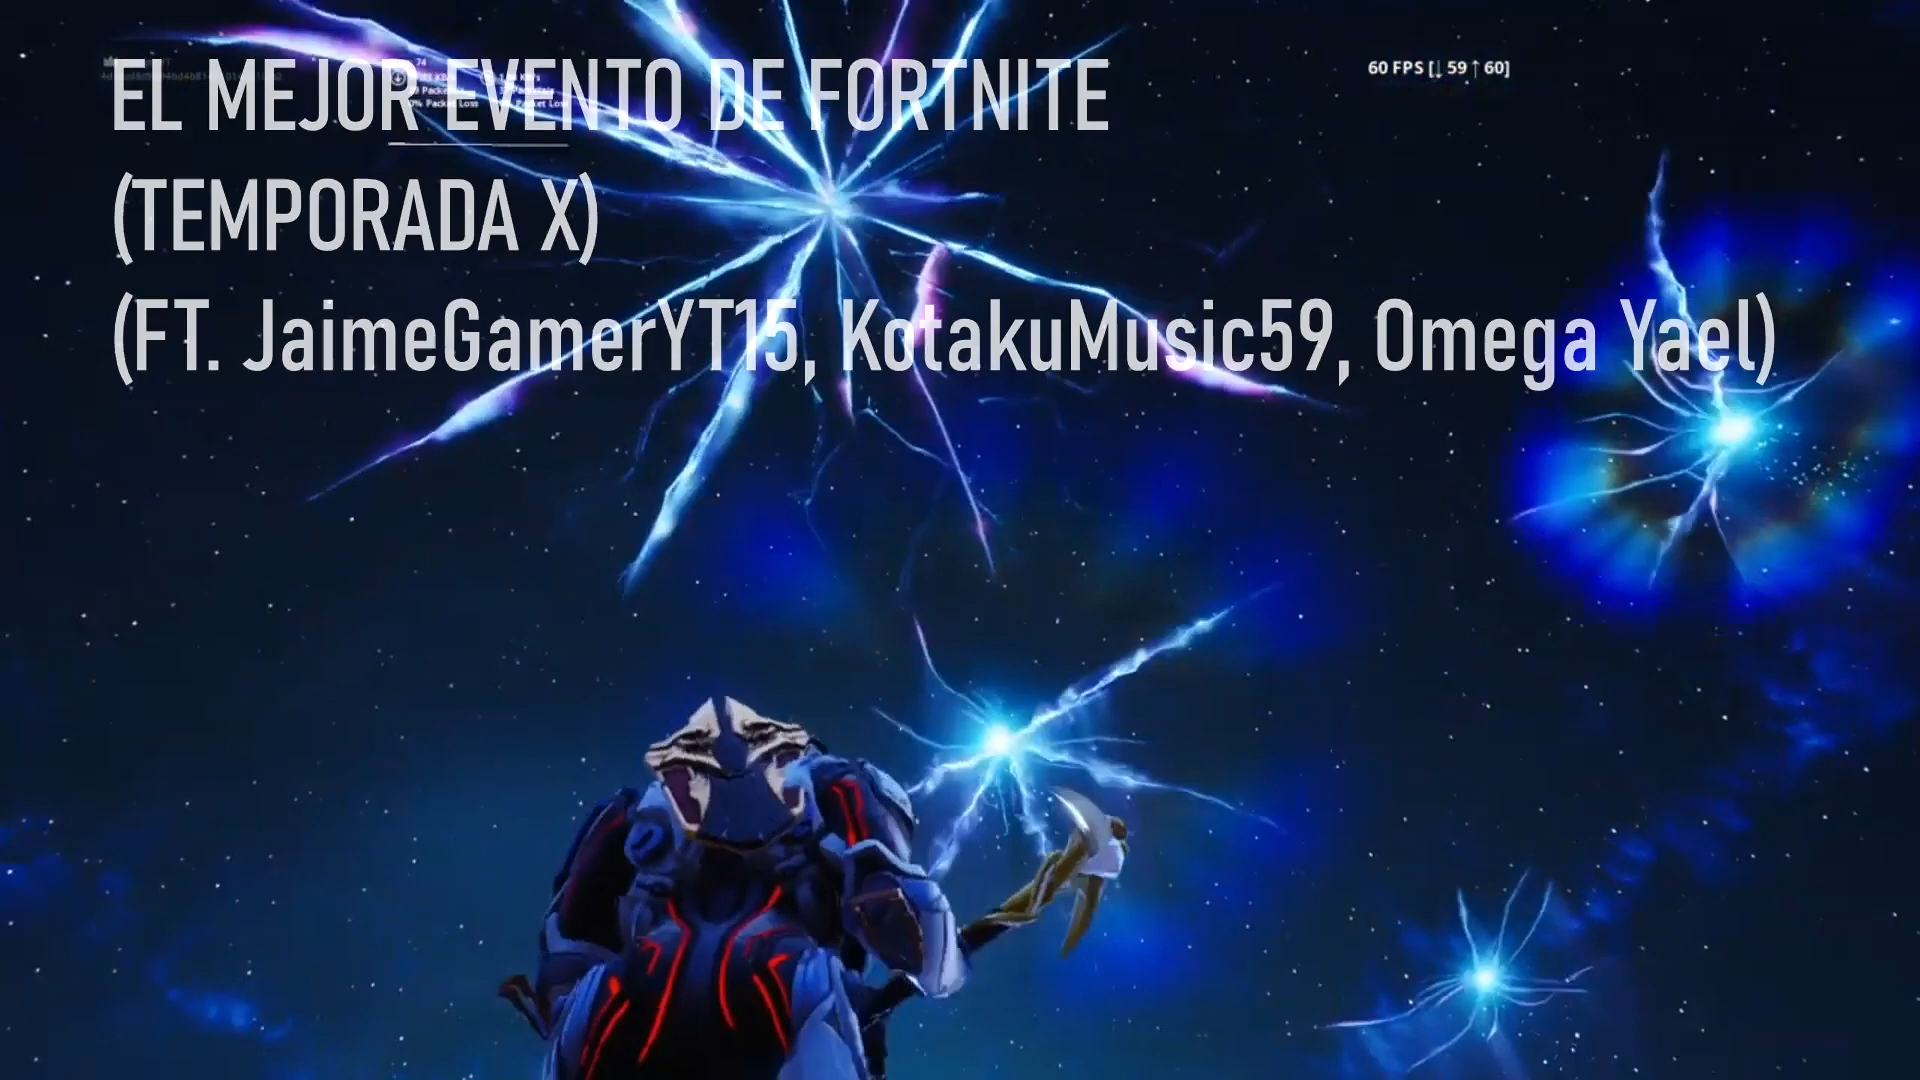 EL MEJOR EVENTO DE FORTNITE
60 FPS [↓ 59 ↑ 60]
(TEMPORADA X)
(FT. JaimeGamerYT15, KotakuMusic59, Omega Yael)